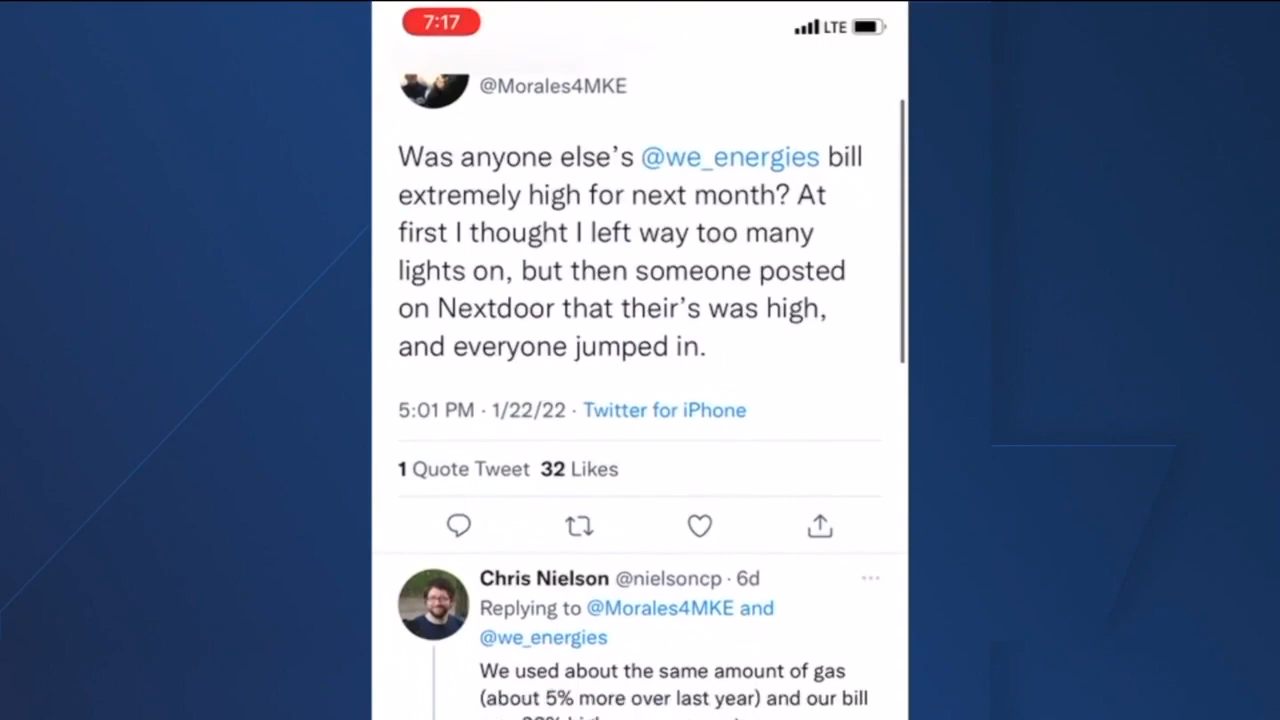 7:17
LTE
@Morales4MKE
Was anyone else’s @we_energies bill
extremely high for next month? At
first I thought I left way too many
lights on, but then someone posted
on Nextdoor that their’s was high,
and everyone jumped in.
5:01 PM · 1/22/22 · Twitter for iPhone
1 Quote Tweet 32 Likes
Chris Nielson @nielsoncp · 6d
Replying to @Morales4MKE and
@we_energies
We used about the same amount of gas
(about 5% more over last year) and our bill